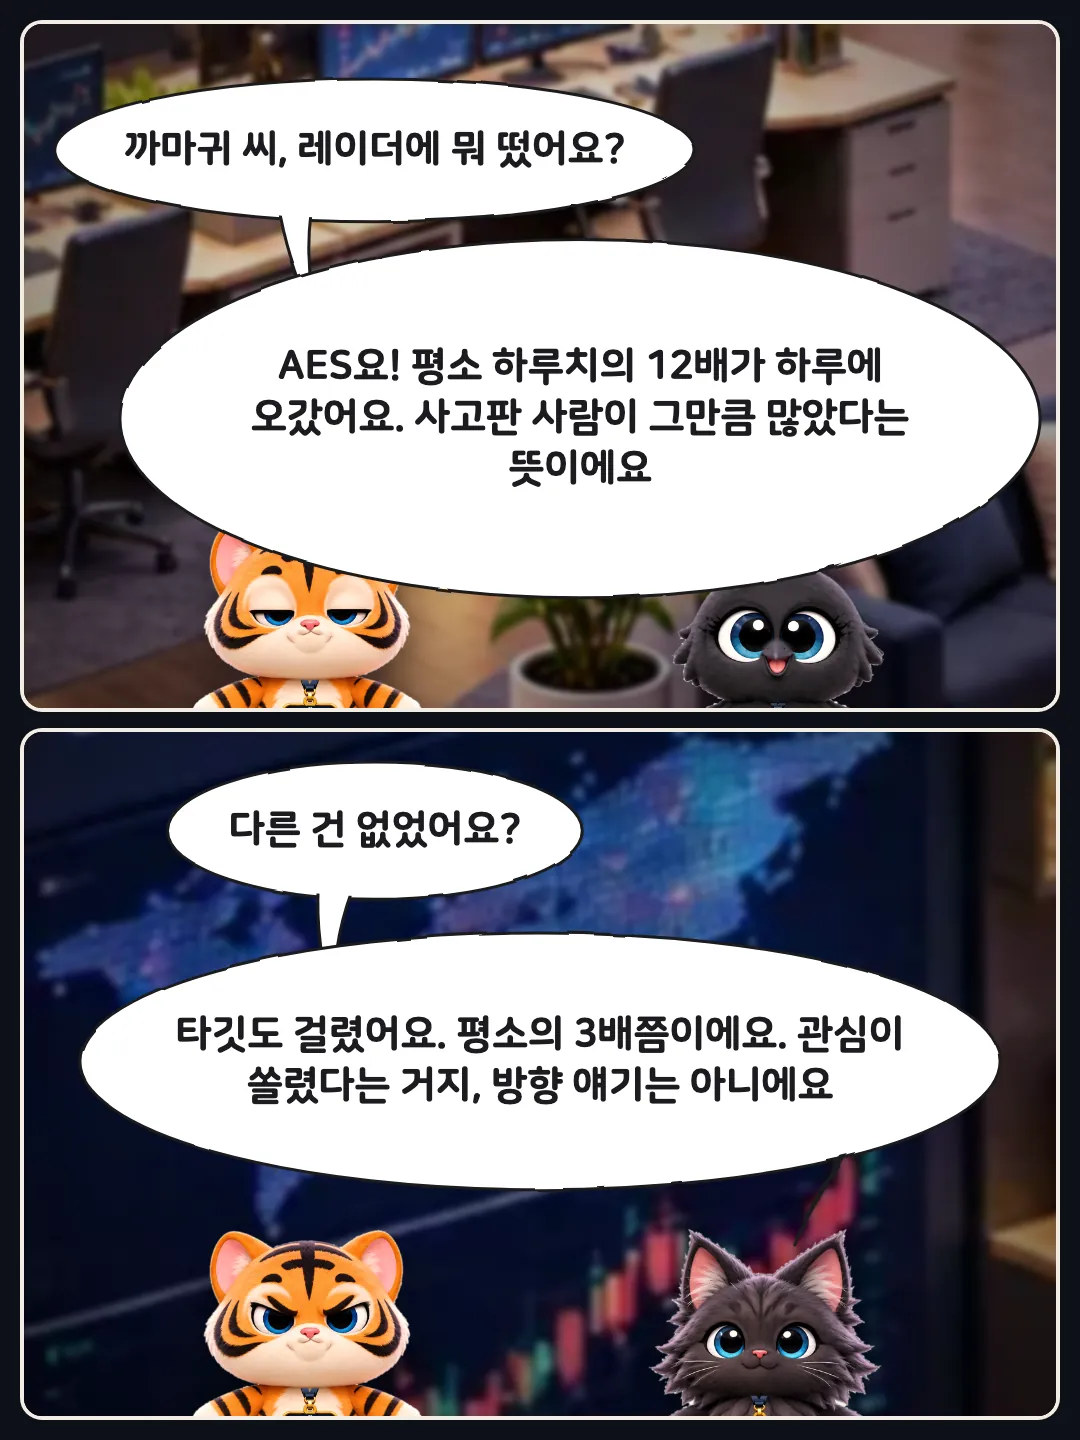 까마귀 씨, 레이더에 뭐 떴어요?
AES요! 평소 하루치의 12배가 하루에
오갔어요. 사고판 사람이 그만큼 많았다는
뜻이에요
다른 건 없었어요?
타깃도 걸렸어요. 평소의 3배쯤이에요. 관심이
쏠렸다는 거지, 방향 얘기는 아니에요